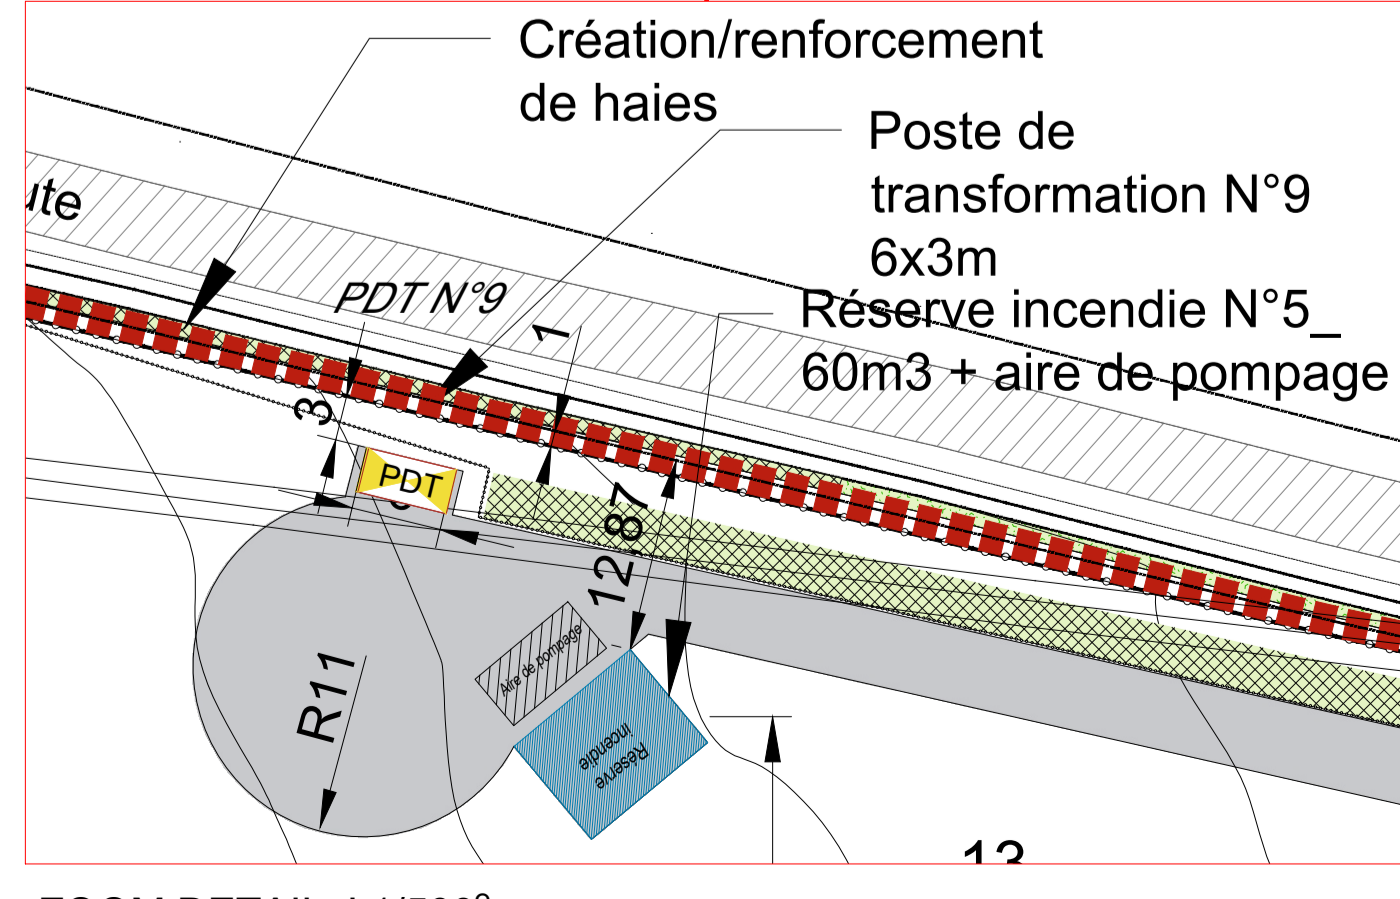 Création/renforcement
de haies
Poste de
transformation N°9
6x3m
Réserve incendie N°5_
60m3 + aire de pompage
PDT N°9
1
3
PDT
12,87
Aire de pompage
R11
Réserve
incendie
13